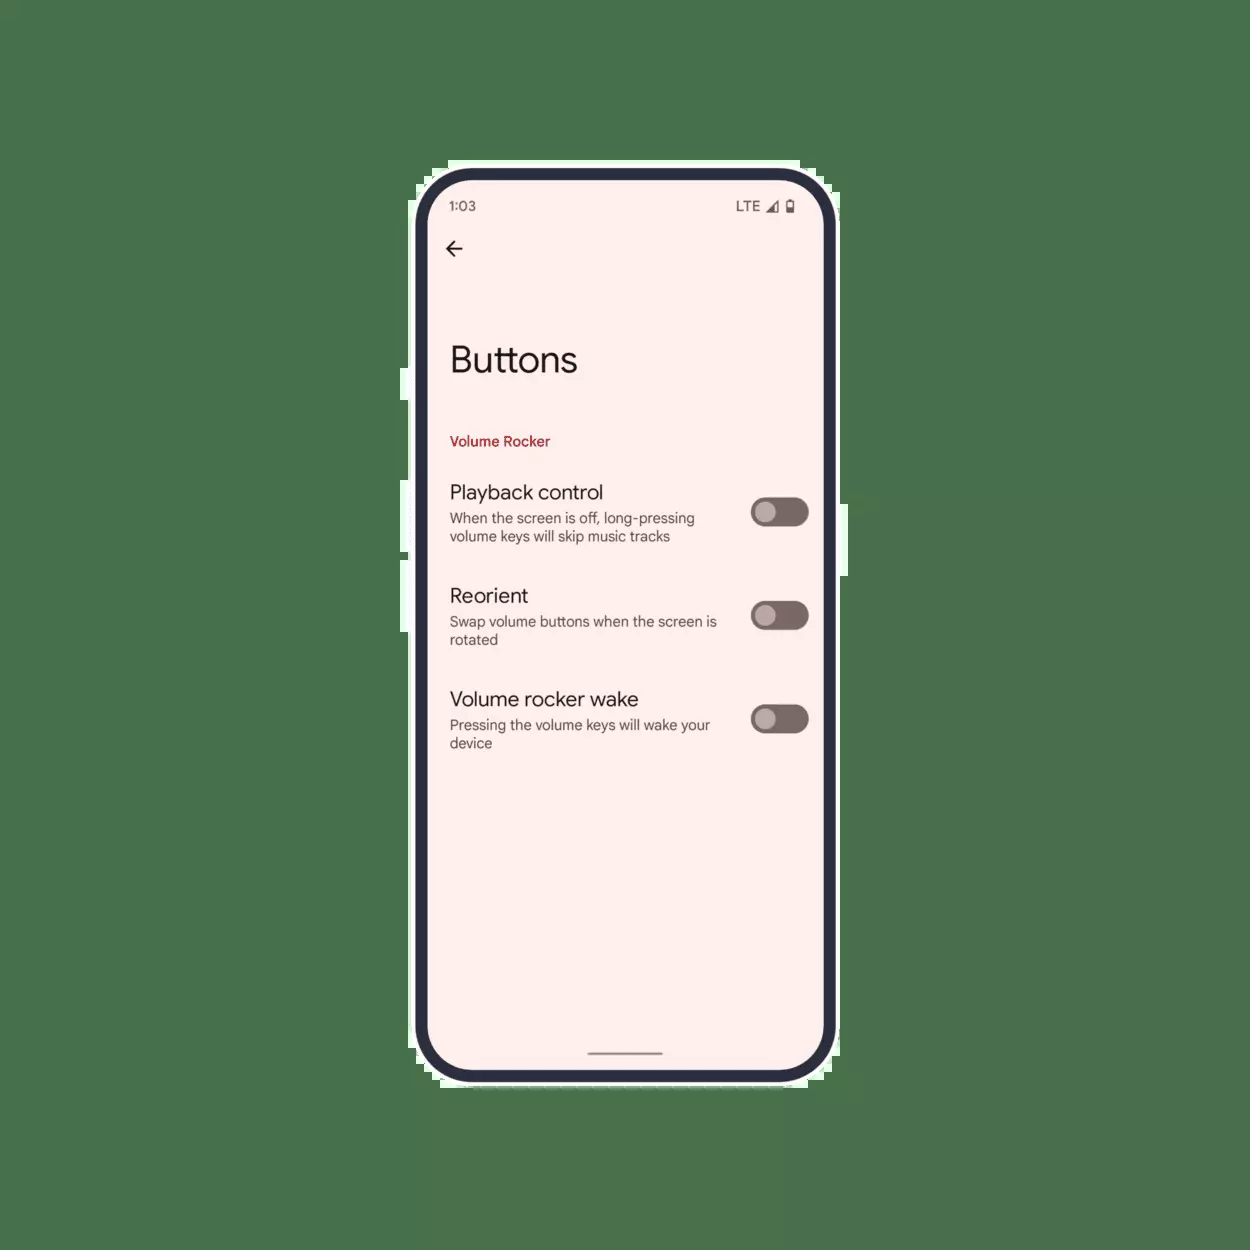 1:03
LTE
Buttons
Volume Rocker
Playback control
When the screen is off, long-pressing
volume keys will skip music tracks
Reorient
Swap volume buttons when the screen is
rotated
Volume rocker wake
Pressing the volume keys will wake your
device